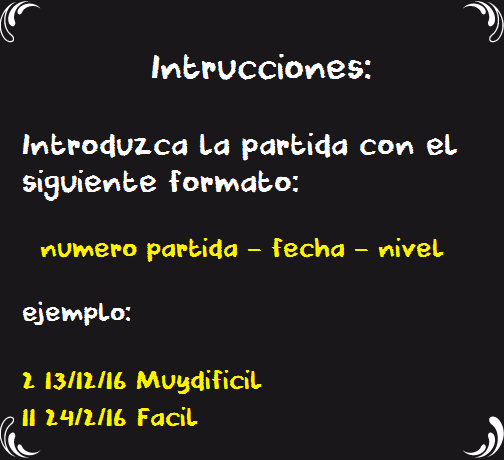 Intrucciones:
Introduzca la partida con el
siguiente formato:
numero partida - fecha - nivel
ejemplo:
2 13/12/16 Muydificil
11 24/2/16 Facil